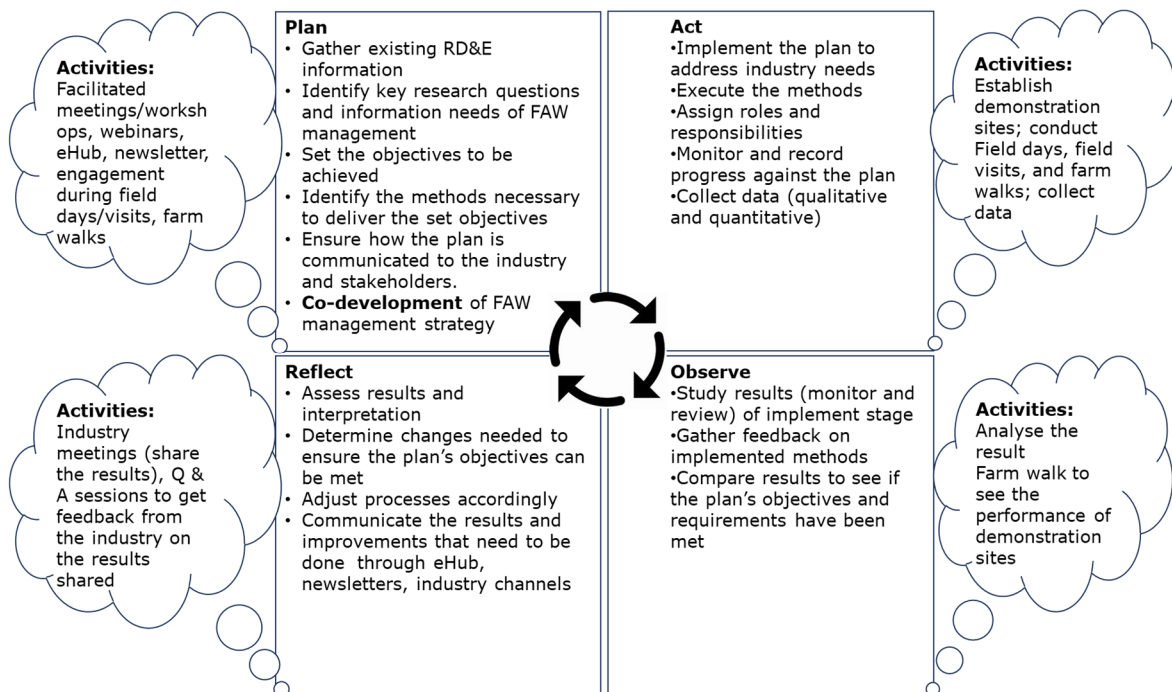 Activities:
Facilitated
meetings/worksh
ops, webinars,
eHub, newsletter,
engagement
during field
days/visits, farm
walks
Plan
• Gather existing RD&E
information
• Identify key research questions
and information needs of FAW
management
• Set the objectives to be
achieved
• Identify the methods necessary
to deliver the set objectives
• Ensure how the plan is
communicated to the industry
and stakeholders.
• Co-development of FAW
management strategy
Act
•Implement the plan to
address industry needs
•Execute the methods
•Assign roles and
responsibilities
•Monitor and record
progress against the plan
•Collect data (qualitative
and quantitative)
Activities:
Establish
demonstration
sites; conduct
Field days, field
visits, and farm
walks; collect
data
Activities:
Industry
meetings (share
the results), Q &
A sessions to get
feedback from
the industry on
the results
shared
Reflect
• Assess results and
interpretation
• Determine changes needed to
ensure the plan’s objectives can
be met
• Adjust processes accordingly
• Communicate the results and
improvements that need to be
done through eHub,
newsletters, industry channels
Observe
•Study results (monitor and
review) of implement stage
•Gather feedback on
implemented methods
•Compare results to see if
the plan’s objectives and
requirements have been
met
Activities:
Analyse the
result
Farm walk to
see the
performance of
demonstration
sites